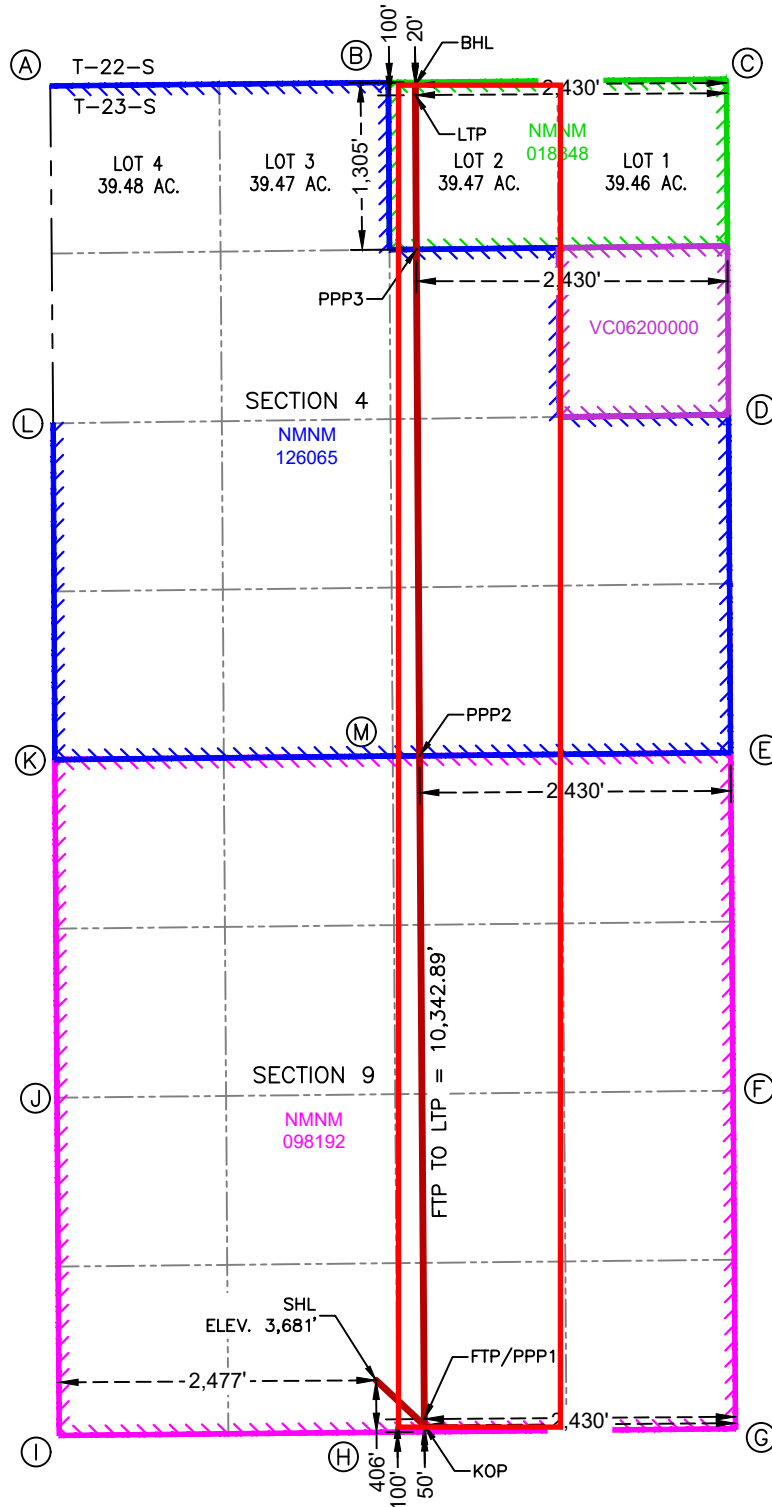 100'
20'
BHL
A
B
C
T-22-S
T-23-S
2,430'
LTP
NMNM
018348
LOT 4
39.48 AC.
LOT 3
39.47 AC.
1,305'
LOT 2
39.47 AC.
LOT 1
39.46 AC.
2,430'
PPP3
VC06200000
SECTION 4
L
D
NMNM
126065
M
PPP2
K
E
2,430'
FTP TO LTP = 10,342.89'
SECTION 9
J
F
NMNM
098192
SHL
ELEV. 3,681'
FTP/PPP1
2,477'
2,430'
I
H
G
406'
100'
50'
KOP